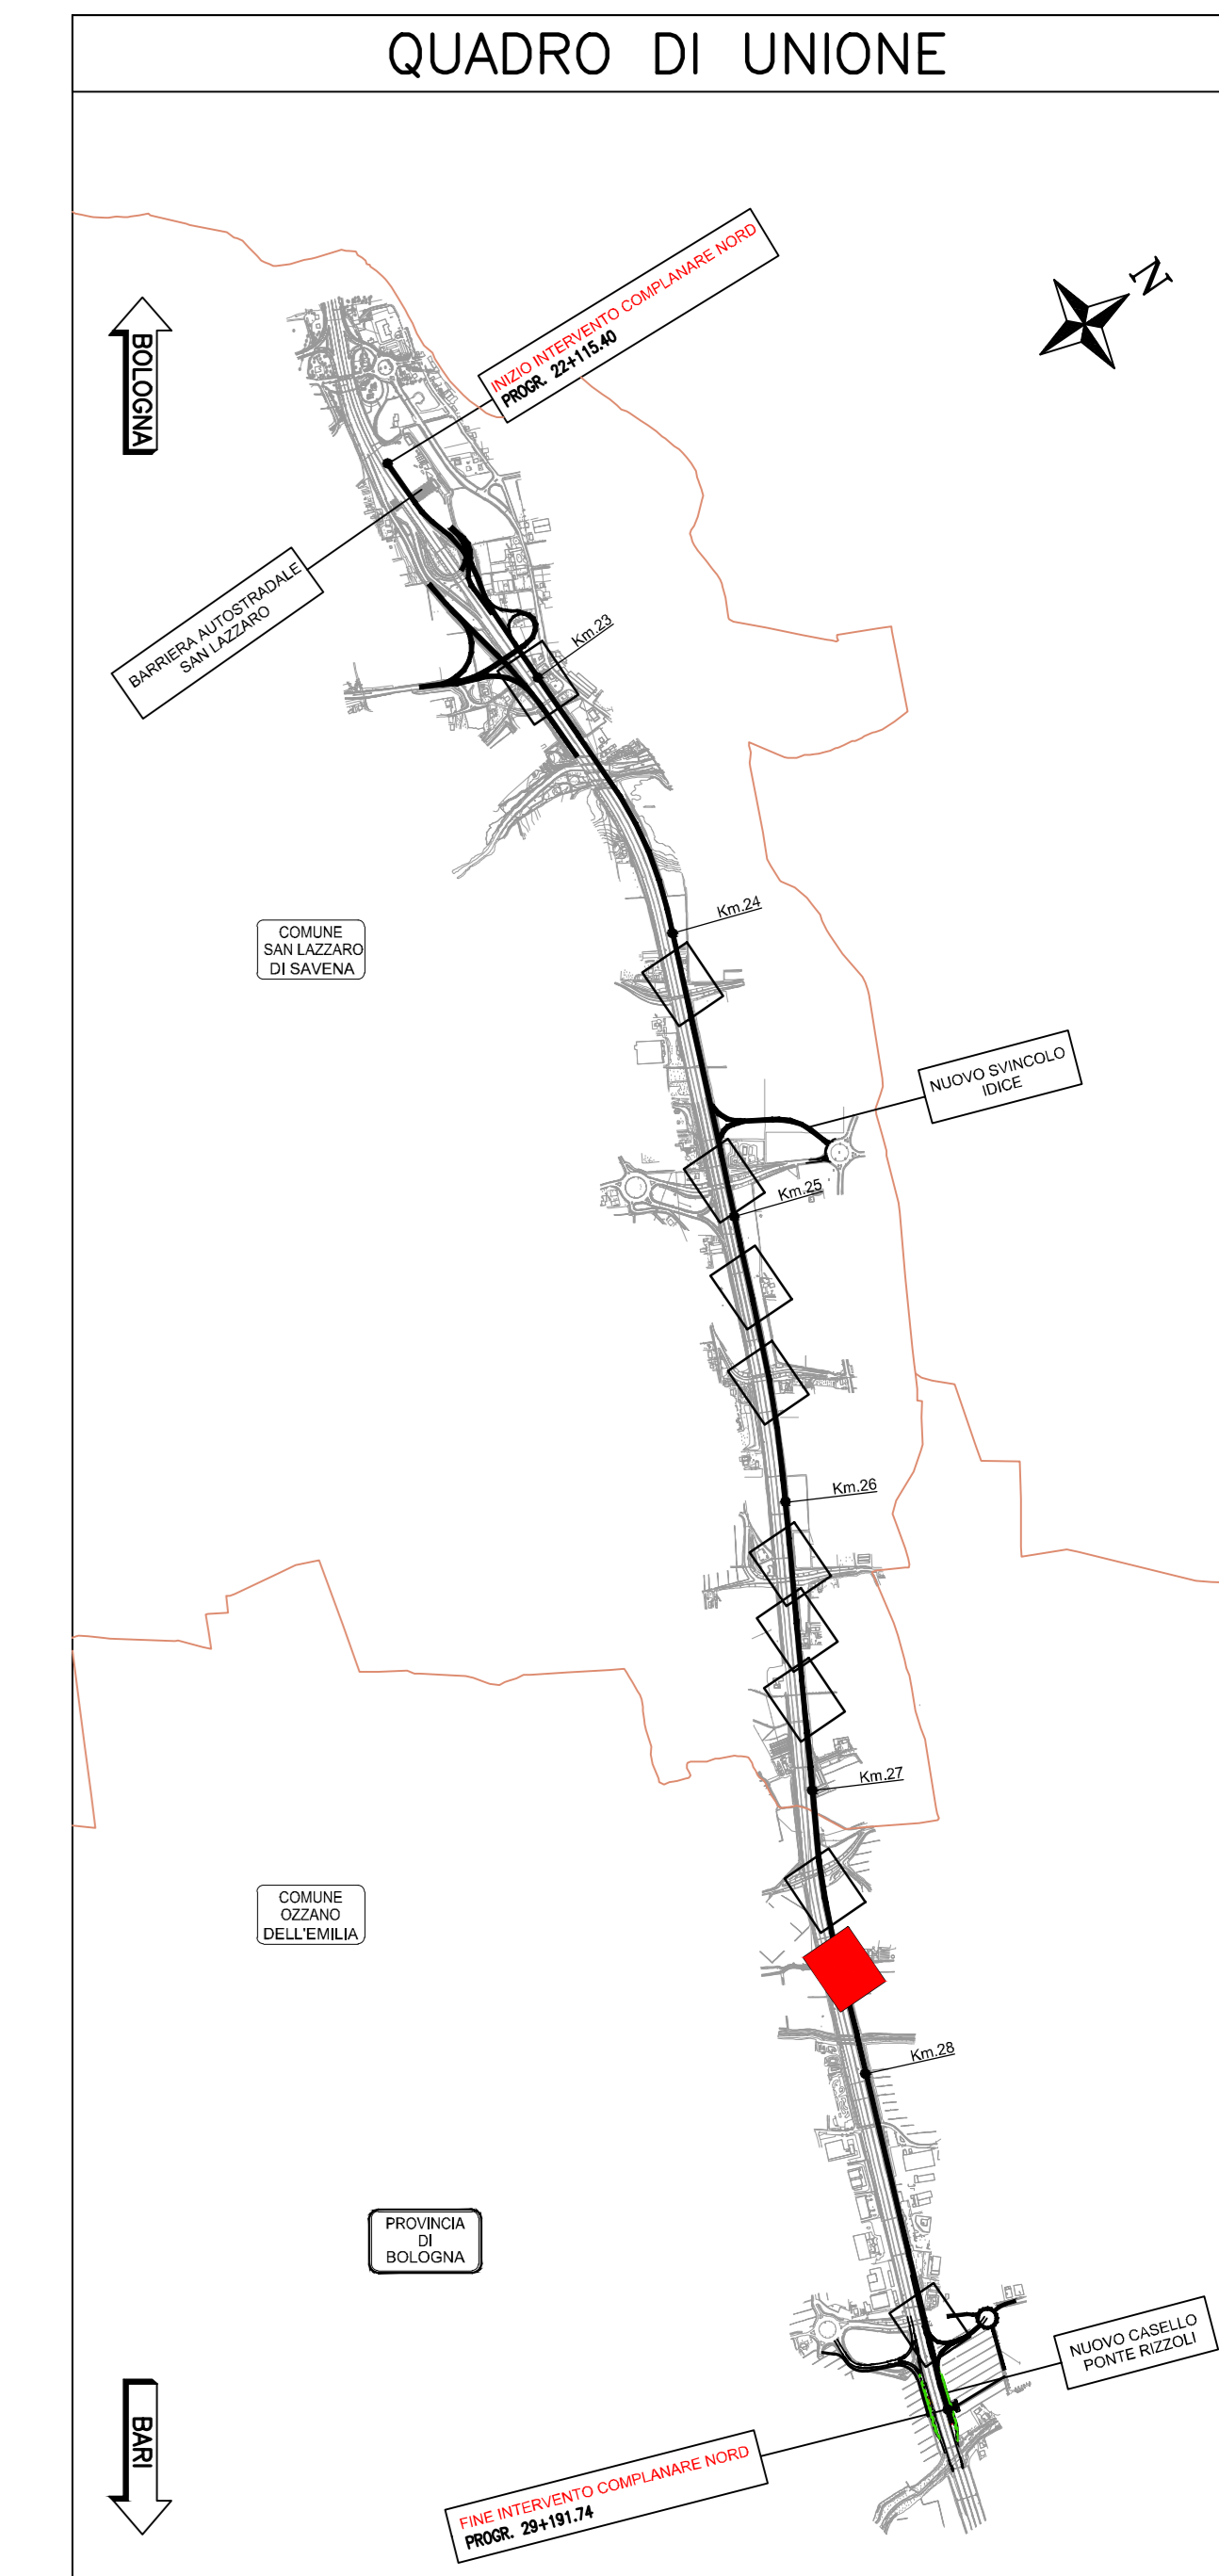 QUADRO DI UNIONE
INIZIO INTERVENTO COMPLANARE NORD
PROGR. 22+115.40
N
BOLOGNA
BARRIERA AUTOSTRADALE
SAN LAZZARO
Km.23
Km.24
COMUNE
SAN LAZZARO
DI SAVENA
NUOVO SVINCOLO
IDICE
Km.25
Km.26
Km.27
COMUNE
OZZANO
DELL'EMILIA
Km.28
PROVINCIA
DI
BOLOGNA
NUOVO CASELLO
PONTE RIZZOLI
BARI
FINE INTERVENTO COMPLANARE NORD
PROGR. 29+191.74